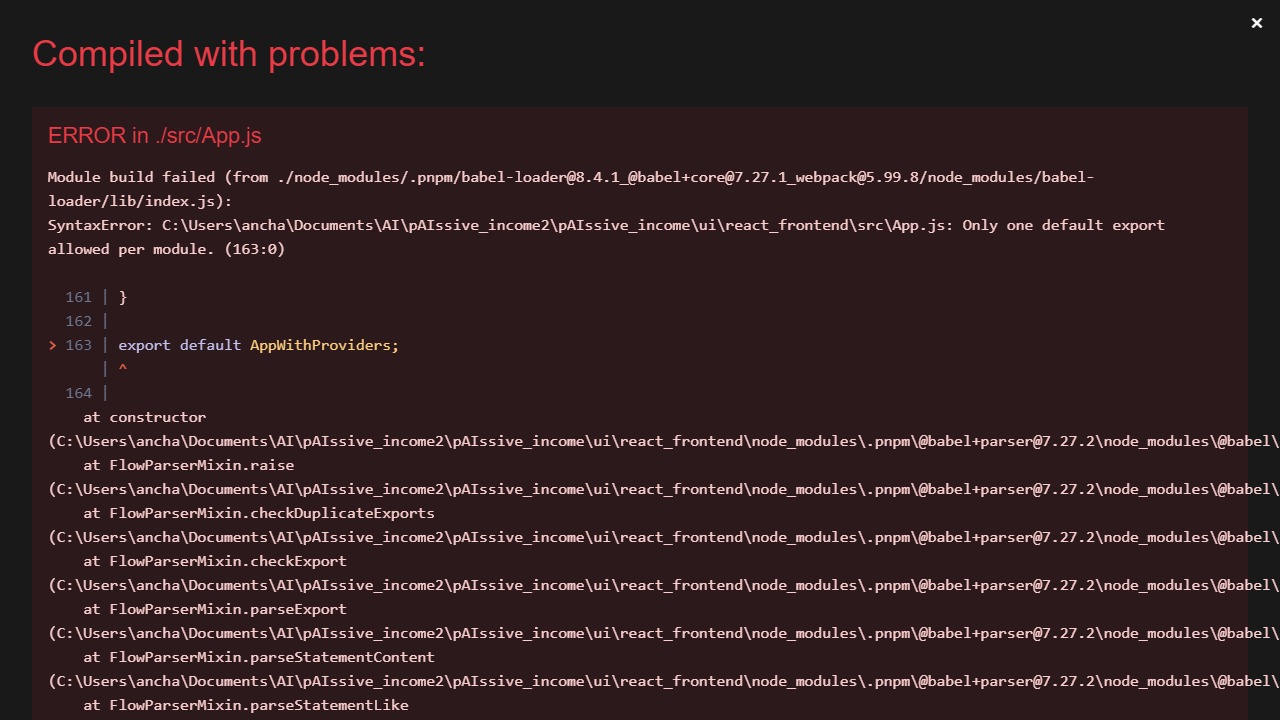 ×
Compiled with problems:
ERROR in ./src/App.js
Module build failed (from ./node_modules/.pnpm/babel-loader@8.4.1_@babel+core@7.27.1_webpack@5.99.8/node_modules/babel-
loader/lib/index.js):
SyntaxError: C:\Users\ancha\Documents\AI\pAIssive_income2\pAIssive_income\ui\react_frontend\src\App.js: Only one default export
allowed per module. (163:0)
161 | }
162 |
> 163 | export default AppWithProviders;
| ^
164 |
at constructor
(C:\Users\ancha\Documents\AI\pAIssive_income2\pAIssive_income\ui\react_frontend\node_modules\.pnpm\@babel+parser@7.27.2\node_modules\@babel\
at FlowParserMixin.raise
(C:\Users\ancha\Documents\AI\pAIssive_income2\pAIssive_income\ui\react_frontend\node_modules\.pnpm\@babel+parser@7.27.2\node_modules\@babel\
at FlowParserMixin.checkDuplicateExports
(C:\Users\ancha\Documents\AI\pAIssive_income2\pAIssive_income\ui\react_frontend\node_modules\.pnpm\@babel+parser@7.27.2\node_modules\@babel\
at FlowParserMixin.checkExport
(C:\Users\ancha\Documents\AI\pAIssive_income2\pAIssive_income\ui\react_frontend\node_modules\.pnpm\@babel+parser@7.27.2\node_modules\@babel\
at FlowParserMixin.parseExport
(C:\Users\ancha\Documents\AI\pAIssive_income2\pAIssive_income\ui\react_frontend\node_modules\.pnpm\@babel+parser@7.27.2\node_modules\@babel\
at FlowParserMixin.parseStatementContent
(C:\Users\ancha\Documents\AI\pAIssive_income2\pAIssive_income\ui\react_frontend\node_modules\.pnpm\@babel+parser@7.27.2\node_modules\@babel\
at FlowParserMixin.parseStatementLike